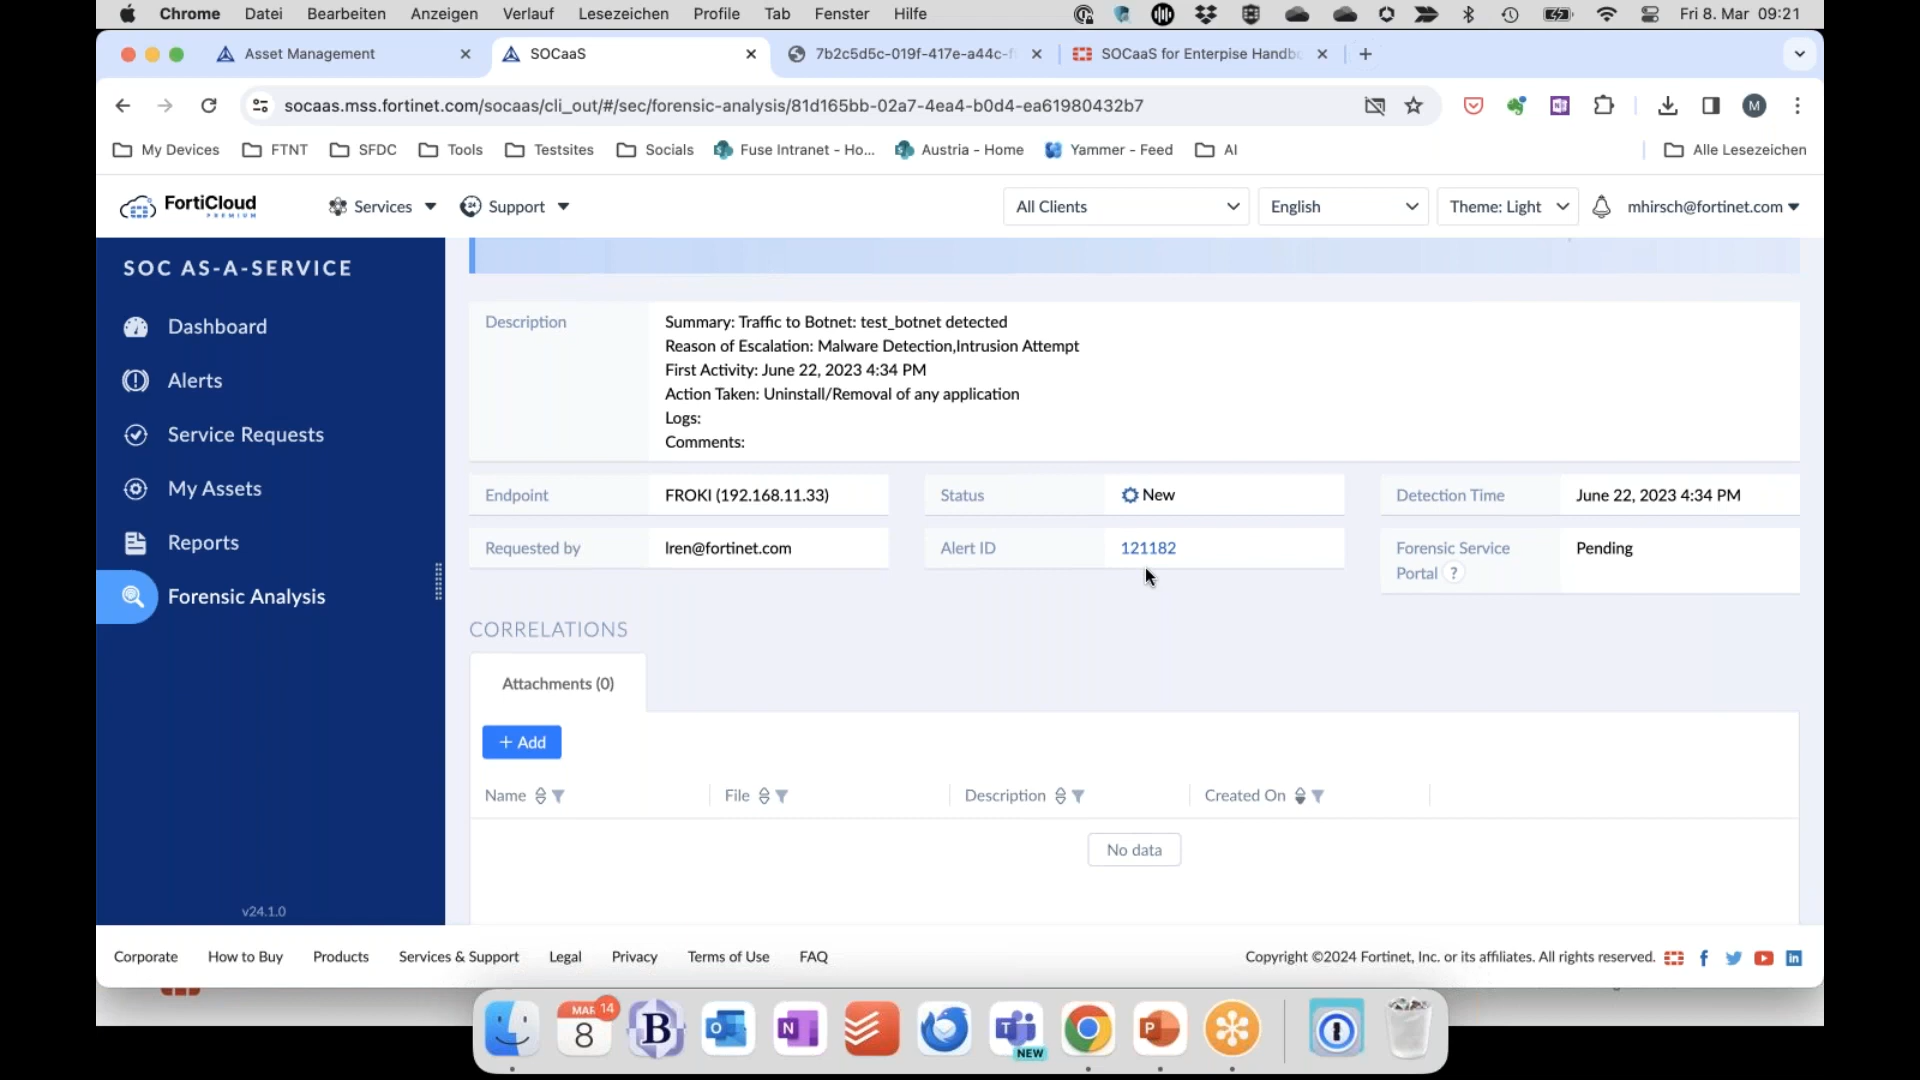 Chrome Datei Bearbeiten Anzeigen Verlauf Lesezeichen Profile Tab Fenster Hilfe Fri 8. Mar 09:21
Asset Management SOCaaS 7b2c5d5c-019f-417e-a44c-f SOCaaS for Enterpise Handb
socaas.mss.fortinet.com/socaas/cli_out/#/sec/forensic-analysis/81d165bb-02a7-4ea4-b0d4-ea61980432b7 M
My Devices FTNT SFDC Tools Testsites Socials Fuse Intranet - Ho... Austria - Home Yammer - Feed AI Alle Lesezeichen
FortiCloud Services Support All Clients English Theme: Light mhirsch@fortinet.com
PREMIUM
SOC AS-A-SERVICE
Dashboard
Alerts
Service Requests
My Assets
Reports
Forensic Analysis
v24.1.0
Description
Summary: Traffic to Botnet: test_botnet detected
Reason of Escalation: Malware Detection,Intrusion Attempt
First Activity: June 22, 2023 4:34 PM
Action Taken: Uninstall/Removal of any application
Logs:
Comments:
Endpoint FROKI (192.168.11.33) Status New Detection Time June 22, 2023 4:34 PM
Requested by lren@fortinet.com Alert ID 121182 Forensic Service Portal ? Pending
CORRELATIONS
Attachments (0)
+ Add
Name File Description Created On
No data
Corporate How to Buy Products Services & Support Legal Privacy Terms of Use FAQ Copyright ©2024 Fortinet, Inc. or its affiliates. All rights reserved.
MAR 14
8 B O N T P
NEW